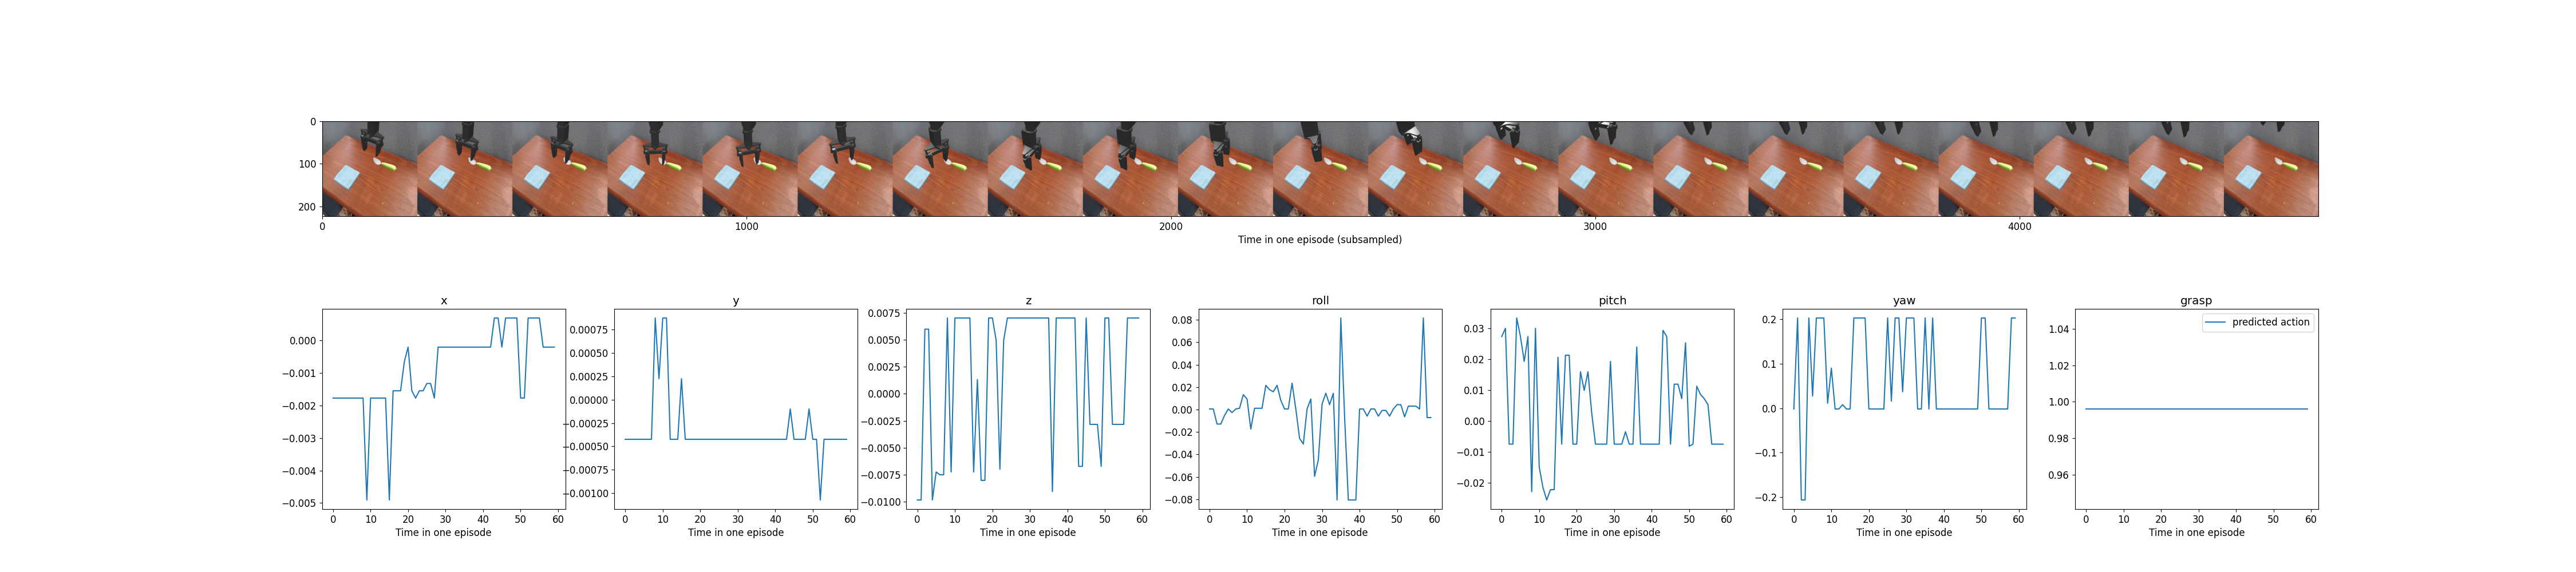 0
100
200
0 1000 2000 3000 4000
Time in one episode (subsampled)
x y z roll pitch yaw grasp
0.000
−0.001
−0.002
−0.003
−0.004
−0.005
0 10 20 30 40 50 60
Time in one episode
0.00075
0.00050
0.00025
0.00000
−0.00025
−0.00050
−0.00075
−0.00100
0 10 20 30 40 50 60
Time in one episode
0.0075
0.0050
0.0025
0.0000
−0.0025
−0.0050
−0.0075
−0.0100
0 10 20 30 40 50 60
Time in one episode
0.08
0.06
0.04
0.02
0.00
−0.02
−0.04
−0.06
−0.08
0 10 20 30 40 50 60
Time in one episode
0.03
0.02
0.01
0.00
−0.01
−0.02
0 10 20 30 40 50 60
Time in one episode
0.2
0.1
0.0
−0.1
−0.2
0 10 20 30 40 50 60
Time in one episode
predicted action
1.04
1.02
1.00
0.98
0.96
0 10 20 30 40 50 60
Time in one episode